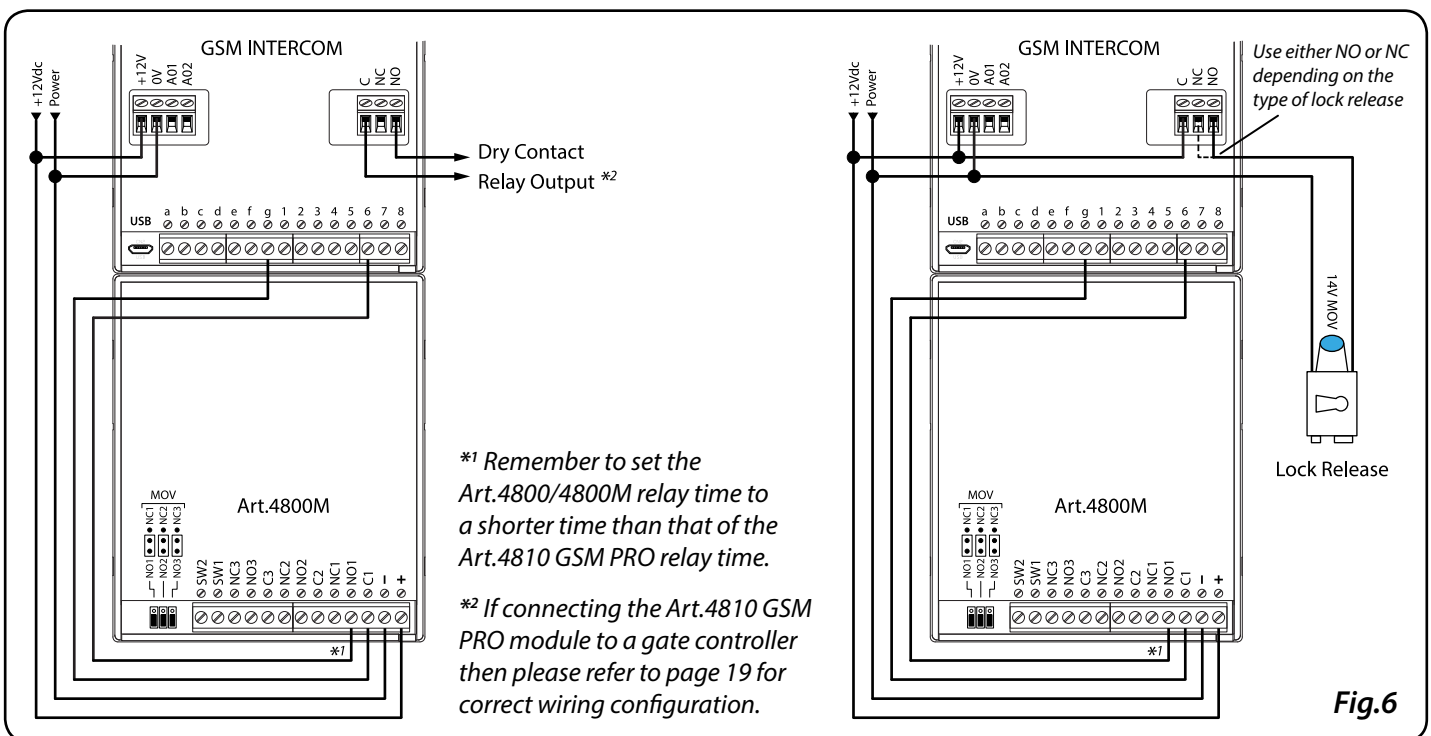 GSM INTERCOM
+12Vdc
Power
+12V
0V
A01
A02
C
NC
NO
Dry Contact
Relay Output *2
USB
a b c d e f g 1 2 3 4 5 6 7 8
Art.4800M
MOV
NC1
NC2
NC3
NO1
NO2
NO3
SW2
SW1
NC3
NO3
C3
NC2
NO2
C2
NC1
NO1
C1
–
+
*1
*1 Remember to set the
Art.4800/4800M relay time to
a shorter time than that of the
Art.4810 GSM PRO relay time.
*2 If connecting the Art.4810 GSM
PRO module to a gate controller
then please refer to page 19 for
correct wiring configuration.
GSM INTERCOM
+12Vdc
Power
+12V
0V
A01
A02
C
NC
NO
Use either NO or NC
depending on the
type of lock release
USB
a b c d e f g 1 2 3 4 5 6 7 8
14V MOV
Lock Release
Art.4800M
MOV
NC1
NC2
NC3
NO1
NO2
NO3
SW2
SW1
NC3
NO3
C3
NC2
NO2
C2
NC1
NO1
C1
–
+
*1
Fig.6